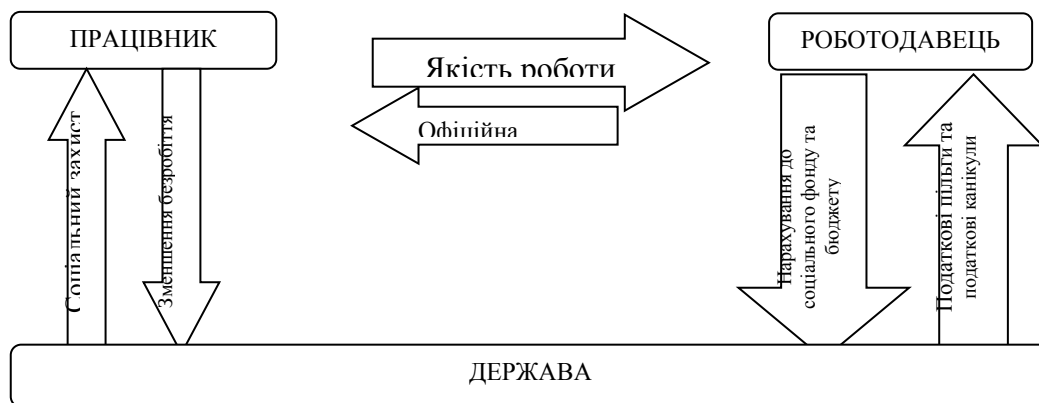 ПРАЦІВНИК
РОБОТОДАВЕЦЬ
Якість роботи
Офіційна
Соціальний захист
Зменшення безробіття
Нарахування до
соціального фонду та
бюджету
Податкові пільги та
податкові канікули
ДЕРЖАВА